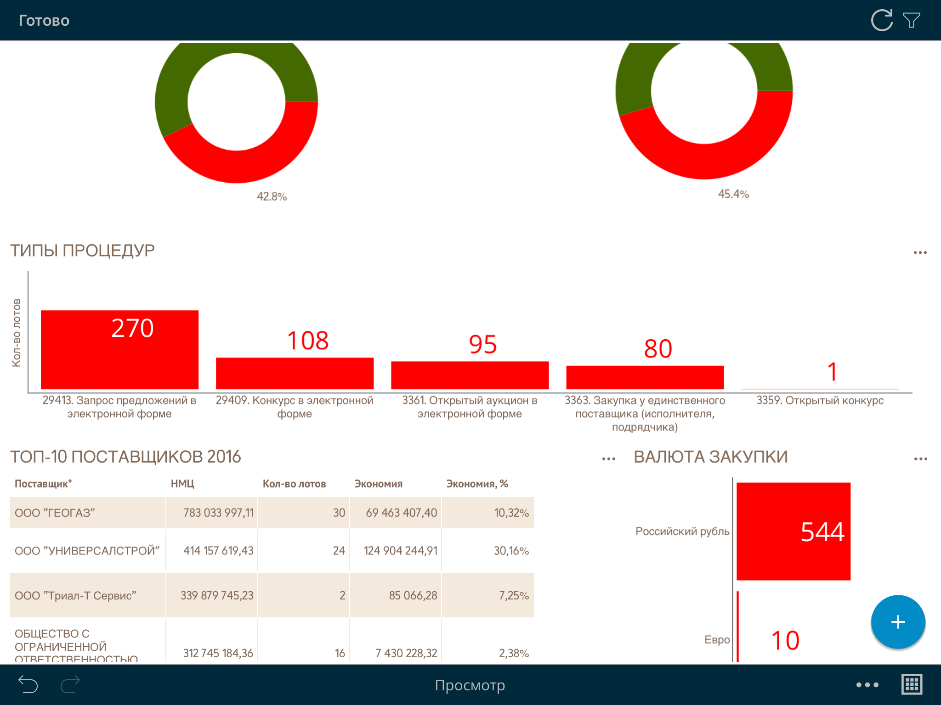 Готово
42.8%
45.4%
ТИПЫ ПРОЦЕДУР
Кол-во лотов
270
108
95
80
1
29413. Запрос предложений в
электронной форме
29409. Конкурс в электронной
форме
3361. Открытый аукцион в
электронной форме
3363. Закупка у единственного
поставщика (исполнителя,
подрядчика)
3359. Открытый конкурс
ТОП-10 ПОСТАВЩИКОВ 2016
Поставщик* НМЦ Кол-во лотов Экономия Экономия, %
ООО "ГЕОГАЗ" 783 033 997,11 30 69 463 407,40 10,32%
ООО "УНИВЕРСАЛСТРОЙ" 414 157 619,43 24 124 904 244,91 30,16%
ООО "Триал-Т Сервис" 339 879 745,23 2 85 066,28 7,25%
ОБЩЕСТВО С
ОГРАНИЧЕННОЙ
ОТВЕТСТВЕННОСТЬЮ
312 745 184,36 16 7 430 228,32 2,38%
ВАЛЮТА ЗАКУПКИ
Российский рубль 544
Евро 10
Просмотр